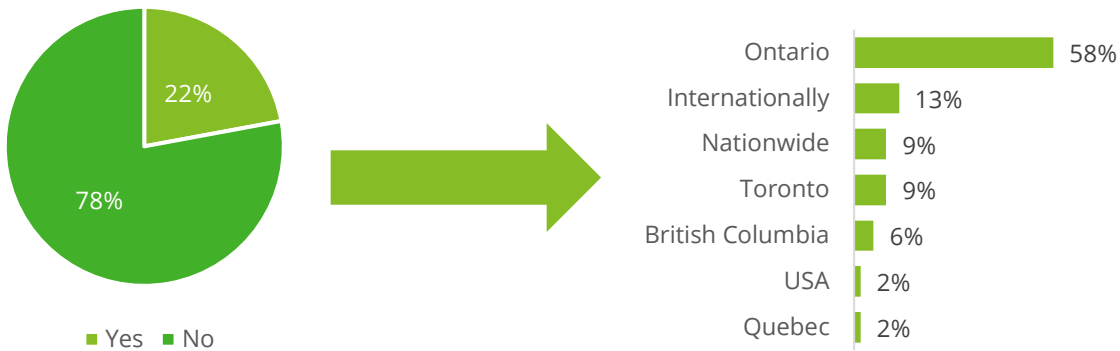 22%
78%
Yes No
Ontario 58%
Internationally 13%
Nationwide 9%
Toronto 9%
British Columbia 6%
USA 2%
Quebec 2%